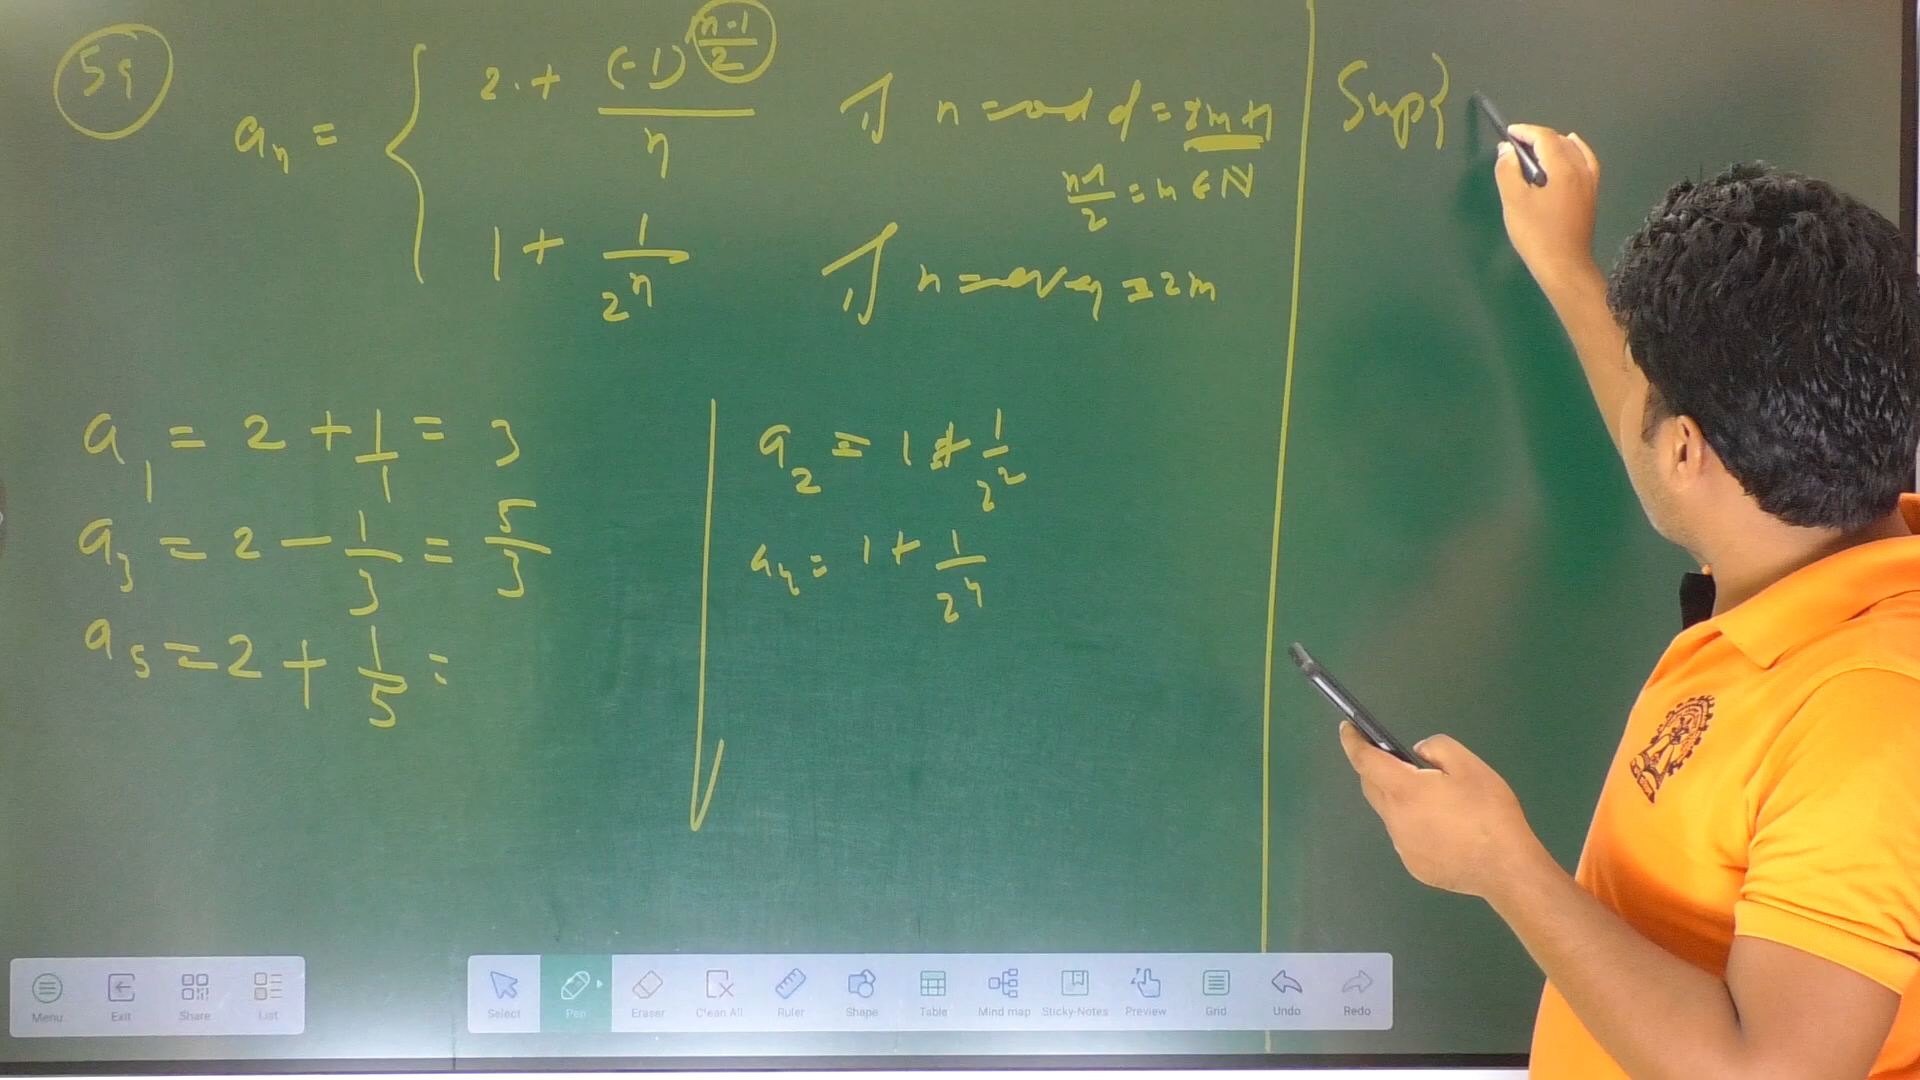 59
aₙ = { 2 + (-1)^((n-1)/2) / n if n = odd = 2m+1
(n-1)/2 = m ∈ ℕ
1 + 1/2ⁿ if n = even = 2m
Sup{
a₁ = 2 + 1/1 = 3
a₃ = 2 - 1/3 = 5/3
a₅ = 2 + 1/5 =
a₂ = 1 + 1/2²
a₄ = 1 + 1/2⁴
Menu Exit Share List
Select Pen Eraser Clean All Ruler Shape Table Mind map Sticky-Notes Preview Grid Undo Redo